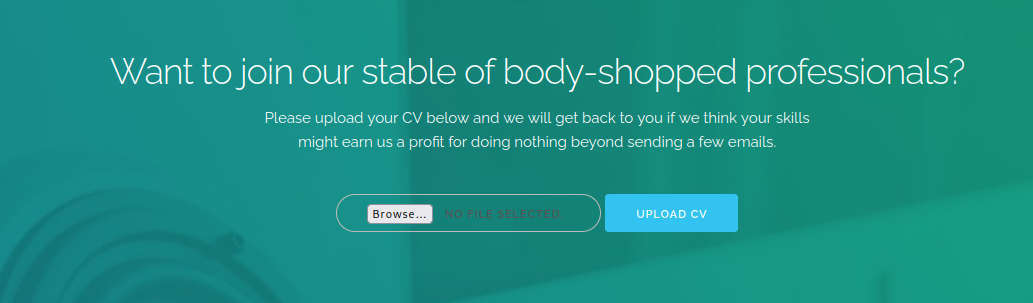 Want to join our stable of body-shopped professionals?
Please upload your CV below and we will get back to you if we think your skills
might earn us a profit for doing nothing beyond sending a few emails.
Browse... NO FILE SELECTED. UPLOAD CV